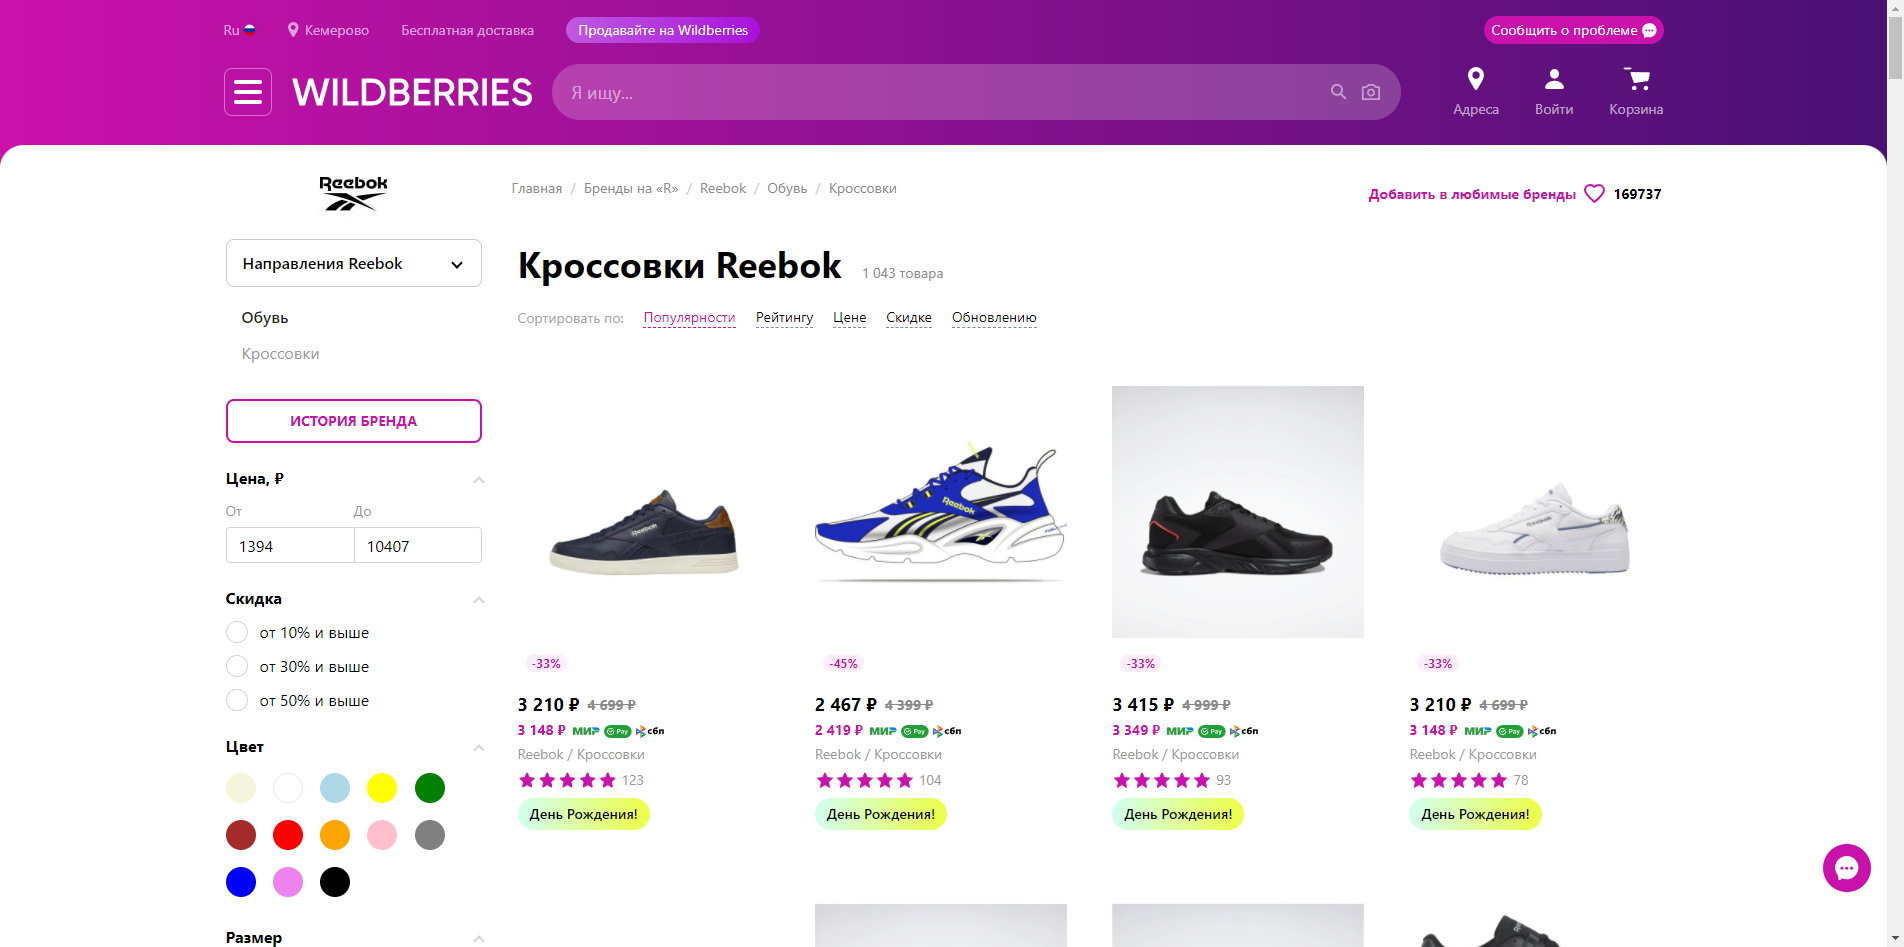 Ru Кемерово Бесплатная доставка Продавайте на Wildberries Сообщить о проблеме
WILDBERRIES Я ищу... Адреса Войти Корзина
Reebok
Главная / Бренды на «R» / Reebok / Обувь / Кроссовки
Добавить в любимые бренды 169737
Направления Reebok
Обувь
Кроссовки
ИСТОРИЯ БРЕНДА
Цена, ₽
От До
1394 10407
Скидка
от 10% и выше
от 30% и выше
от 50% и выше
Цвет
Размер
Кроссовки Reebok 1 043 товара
Сортировать по: Популярности Рейтингу Цене Скидке Обновлению
Reebok
Reebok
Reebok
Reebok
-33% -45% -33% -33%
3 210 ₽ 4 699 ₽ 2 467 ₽ 4 399 ₽ 3 415 ₽ 4 999 ₽ 3 210 ₽ 4 699 ₽
3 148 ₽ МИР Pay сбп 2 419 ₽ МИР Pay сбп 3 349 ₽ МИР Pay сбп 3 148 ₽ МИР Pay сбп
Reebok / Кроссовки Reebok / Кроссовки Reebok / Кроссовки Reebok / Кроссовки
123 104 93 78
День Рождения! День Рождения! День Рождения! День Рождения!
Reebok